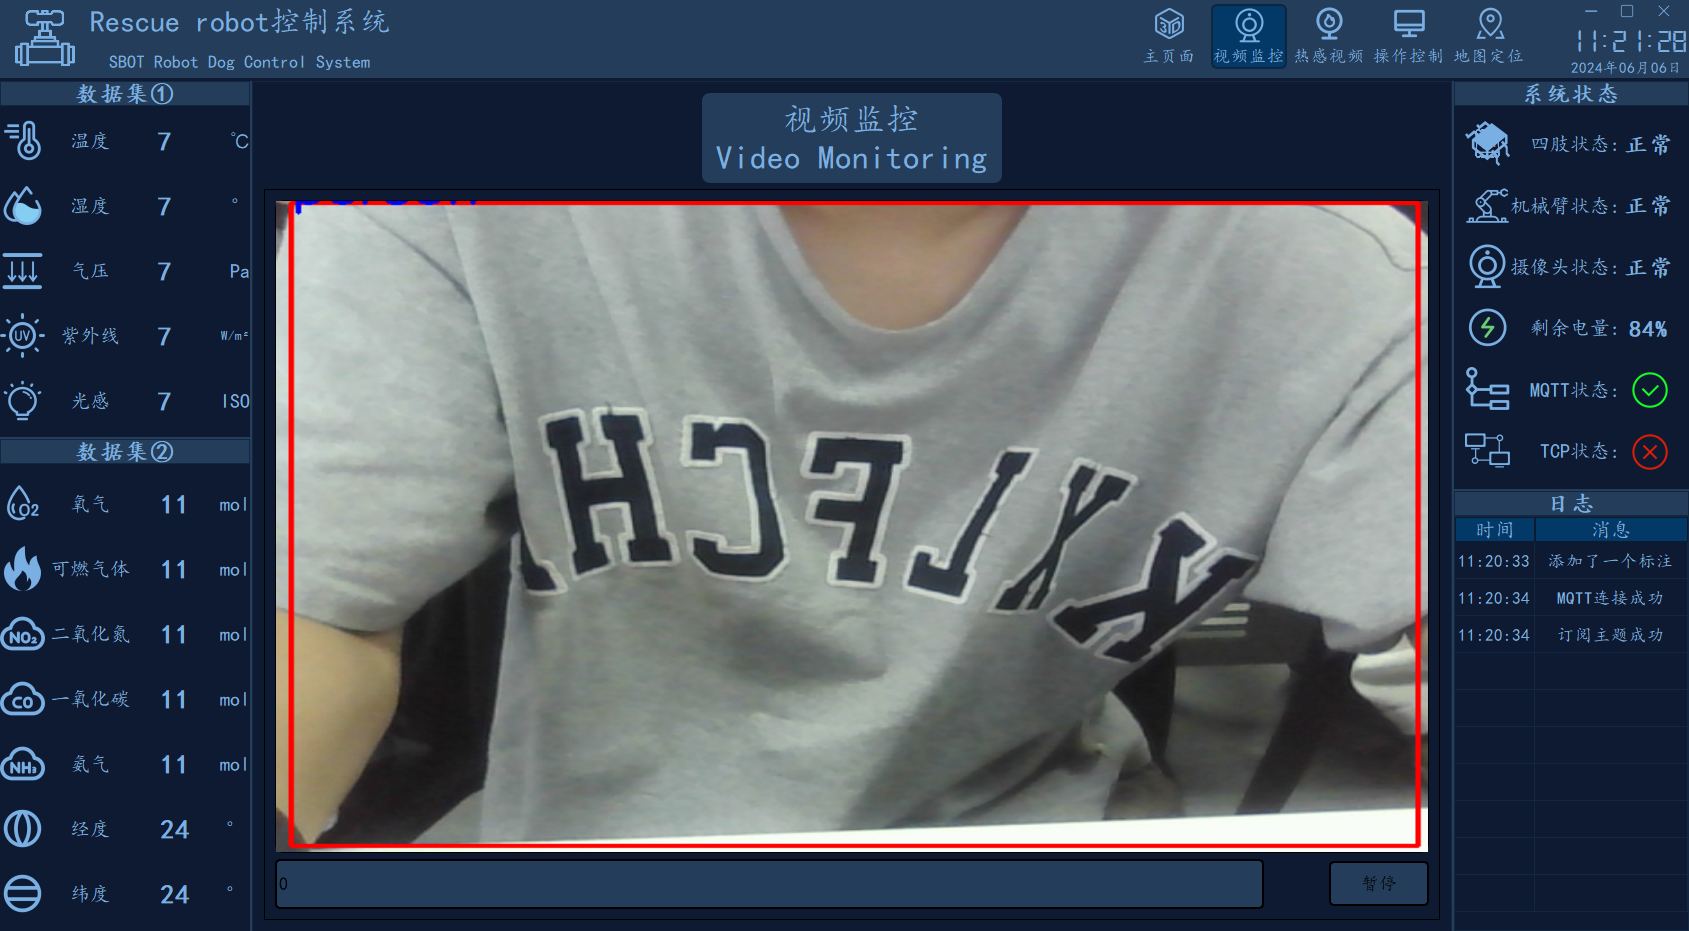 Rescue robot控制系统
SBOT Robot Dog Control System
主页面
视频监控
热感视频
操作控制
地图定位
11:21:28
2024年06月06日
数据集①
温度 7 ℃
湿度 7 °
气压 7 Pa
UV 紫外线 7 W/m²
光感 7 ISO
数据集②
O2 氧气 11 mol
可燃气体 11 mol
NO2 二氧化氮 11 mol
CO 一氧化碳 11 mol
NH3 氨气 11 mol
经度 24 °
纬度 24 °
视频监控
Video Monitoring
0
暂停
系统状态
四肢状态: 正常
机械臂状态: 正常
摄像头状态: 正常
剩余电量: 84%
MQTT状态:
TCP状态:
日志
时间 消息
11:20:33 添加了一个标注
11:20:34 MQTT连接成功
11:20:34 订阅主题成功